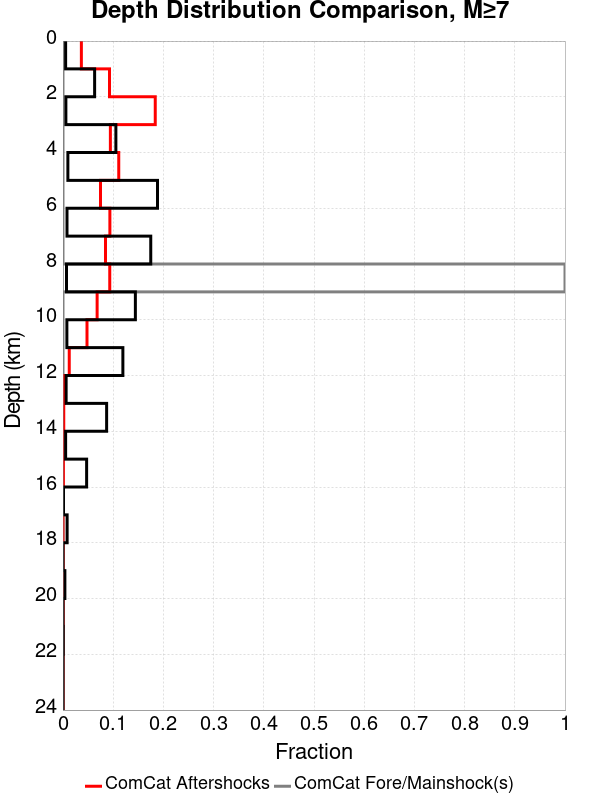 Depth Distribution Comparison, M≥7
0
2
4
6
8
10
12
14
16
18
20
22
24
Depth (km)
0 0.1 0.2 0.3 0.4 0.5 0.6 0.7 0.8 0.9 1
Fraction
ComCat Aftershocks ComCat Fore/Mainshock(s)